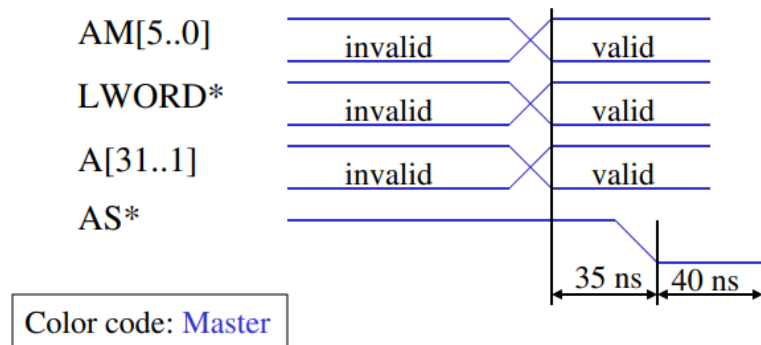 AM[5..0] invalid valid
LWORD* invalid valid
A[31..1] invalid valid
AS*
35 ns 40 ns
Color code: Master